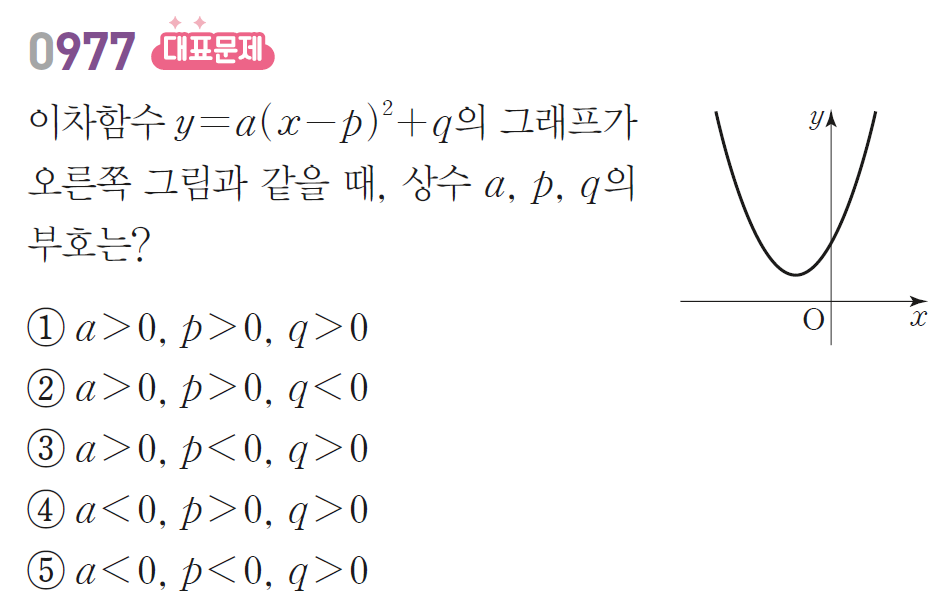 0977 대표문제
이차함수 y=a(x-p)²+q의 그래프가
오른쪽 그림과 같을 때, 상수 a, p, q의
부호는?
① a>0, p>0, q>0
② a>0, p>0, q<0
③ a>0, p<0, q>0
④ a<0, p>0, q>0
⑤ a<0, p<0, q>0
y
O
x